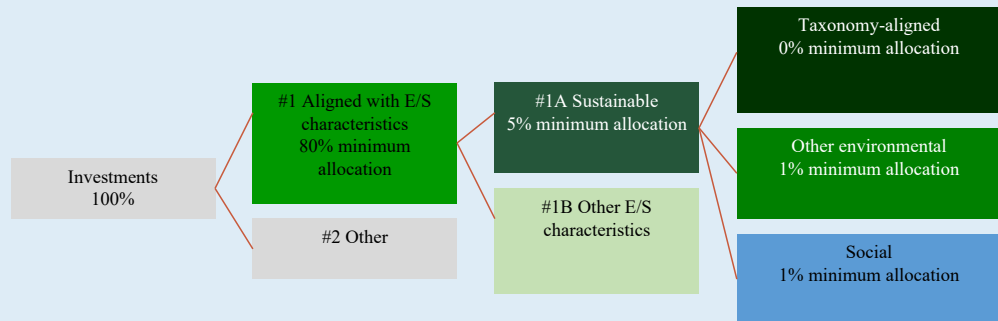 Investments
100%
#1 Aligned with E/S
characteristics
80% minimum
allocation
#2 Other
#1A Sustainable
5% minimum allocation
#1B Other E/S
characteristics
Taxonomy-aligned
0% minimum allocation
Other environmental
1% minimum allocation
Social
1% minimum allocation